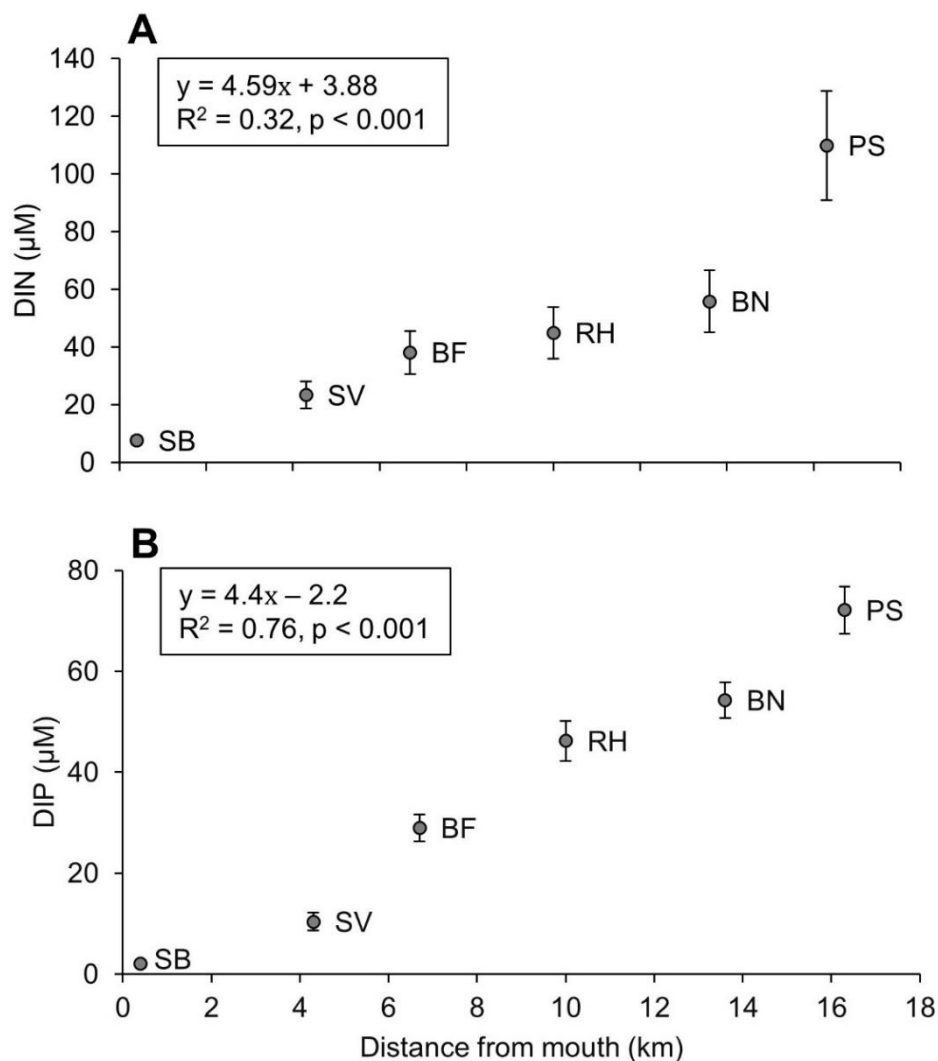 A
y = 4.59x + 3.88
R² = 0.32, p < 0.001
140
120
100
80
60
40
20
0
DIN (µM)
SB
SV
BF
RH
BN
PS
B
y = 4.4x – 2.2
R² = 0.76, p < 0.001
80
60
40
20
0
DIP (µM)
SB
SV
BF
RH
BN
PS
0 2 4 6 8 10 12 14 16 18
Distance from mouth (km)